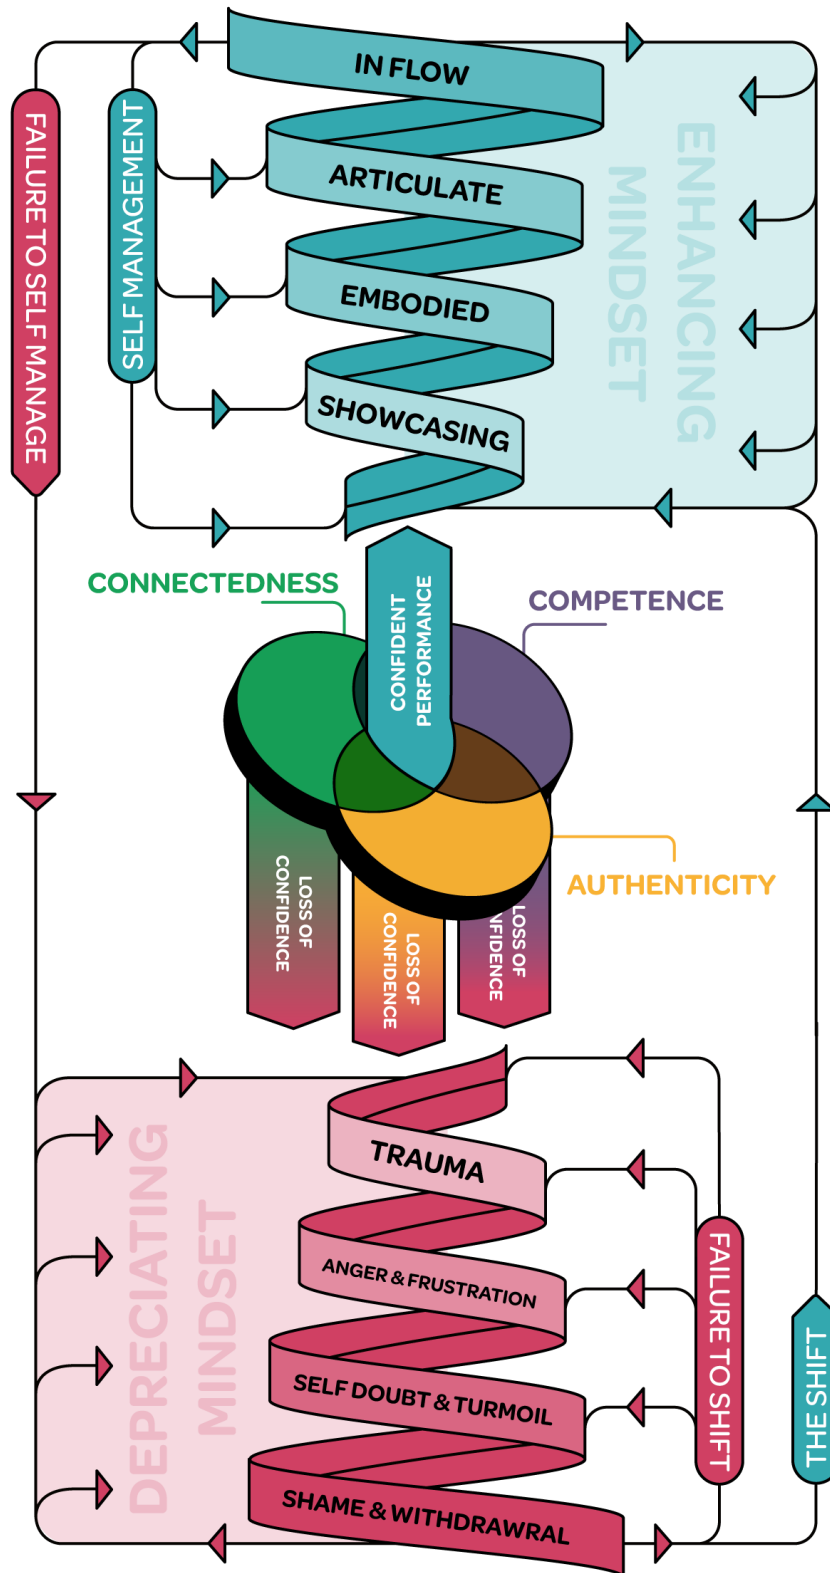 IN FLOW
ARTICULATE
EMBODIED
SHOWCASING
FAILURE TO SELF MANAGE
SELF MANAGEMENT
ENHANCING
MINDSET
CONNECTEDNESS
CONFIDENT
PERFORMANCE
COMPETENCE
AUTHENTICITY
LOSS OF
CONFIDENCE
LOSS OF
CONFIDENCE
LOSS OF
NFIDENCE
DEPRECIATING
MINDSET
TRAUMA
ANGER & FRUSTRATION
SELF DOUBT & TURMOIL
SHAME & WITHDRAWRAL
FAILURE TO SHIFT
THE SHIFT